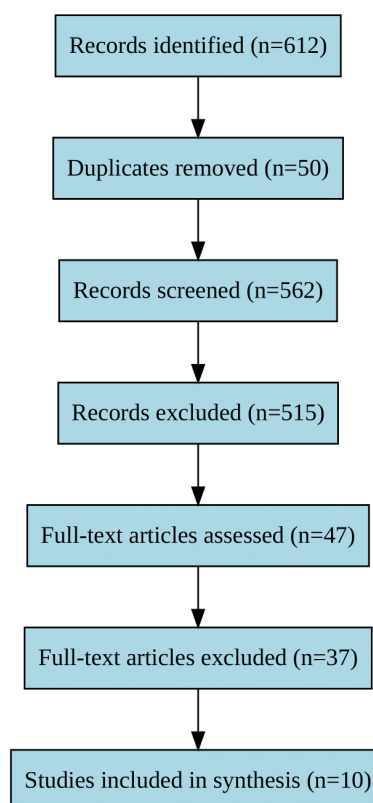 Records identified (n=612)
Duplicates removed (n=50)
Records screened (n=562)
Records excluded (n=515)
Full-text articles assessed (n=47)
Full-text articles excluded (n=37)
Studies included in synthesis (n=10)